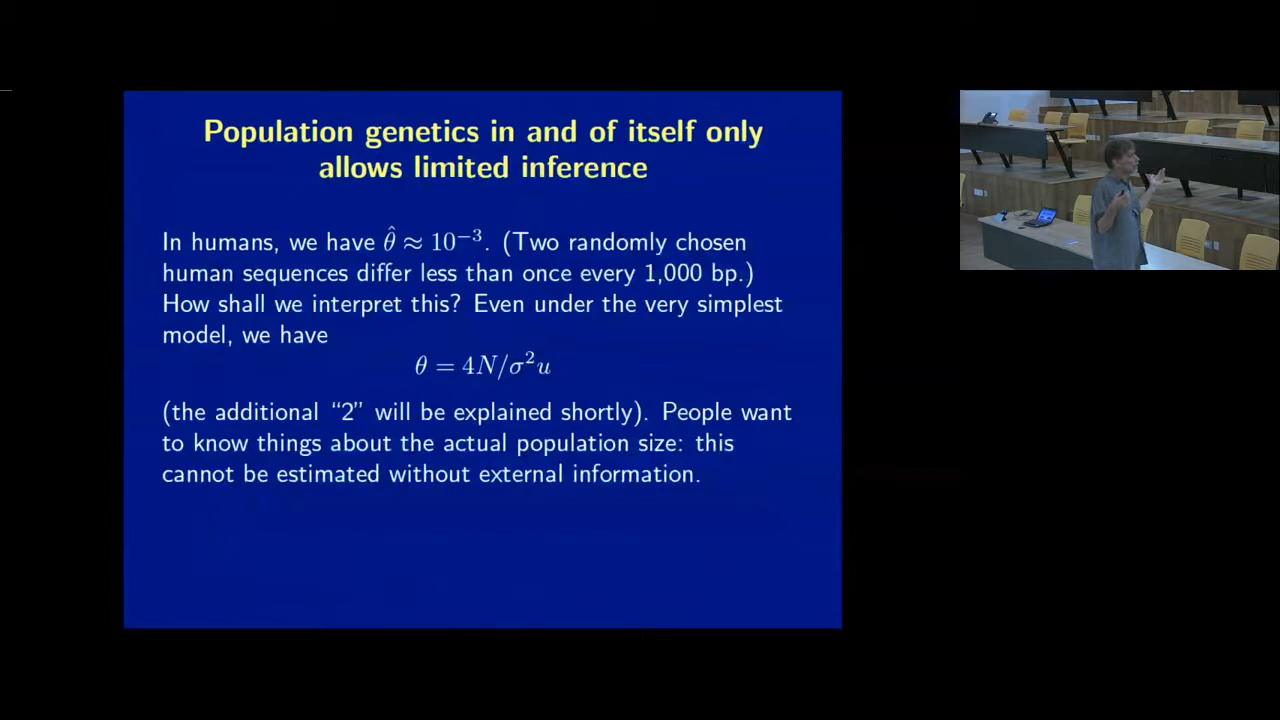 Population genetics in and of itself only
allows limited inference
In humans, we have θ̂ ≈ 10⁻³. (Two randomly chosen
human sequences differ less than once every 1,000 bp.)
How shall we interpret this? Even under the very simplest
model, we have
θ = 4N/σ²u
(the additional “2” will be explained shortly). People want
to know things about the actual population size: this
cannot be estimated without external information.